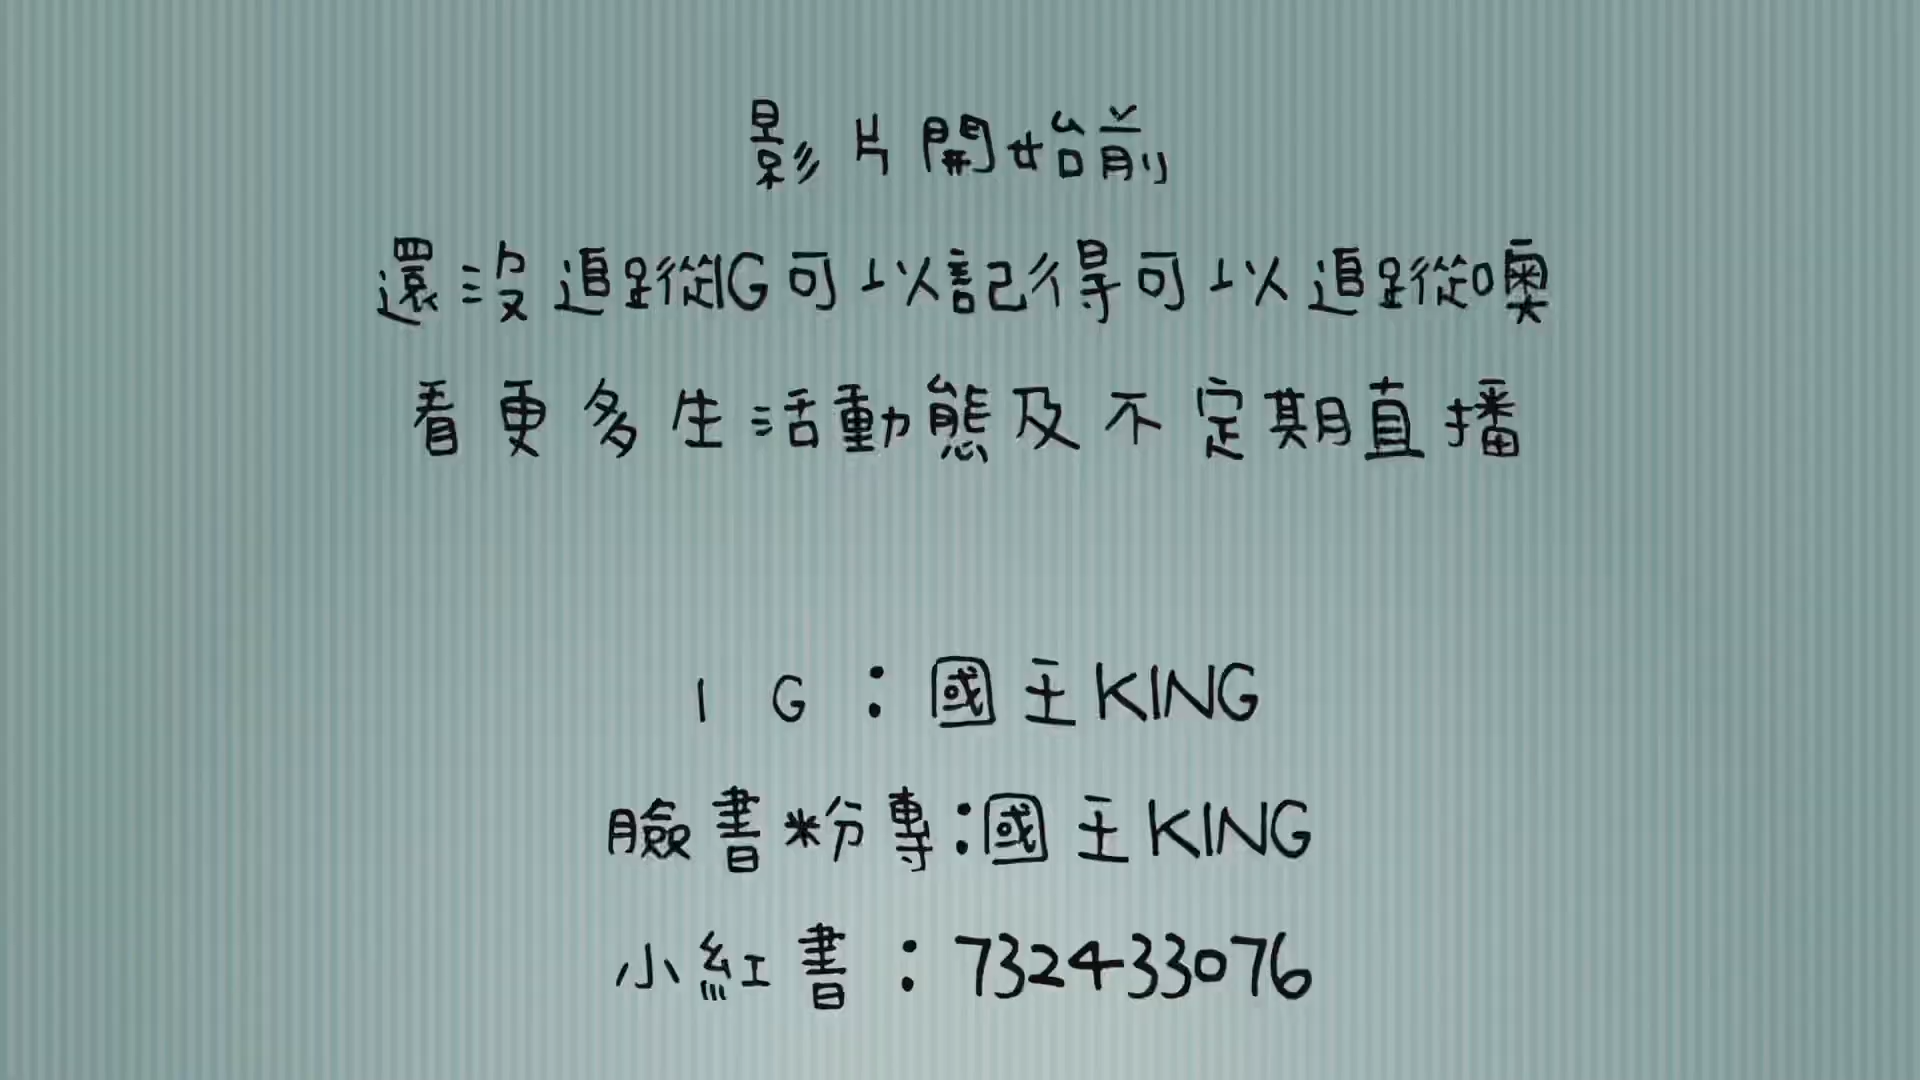 影片開始前
還沒追蹤IG可以記得可以追蹤噢
看更多生活動態及不定期直播
IG：國王KING
臉書粉專：國王KING
小紅書：732433076